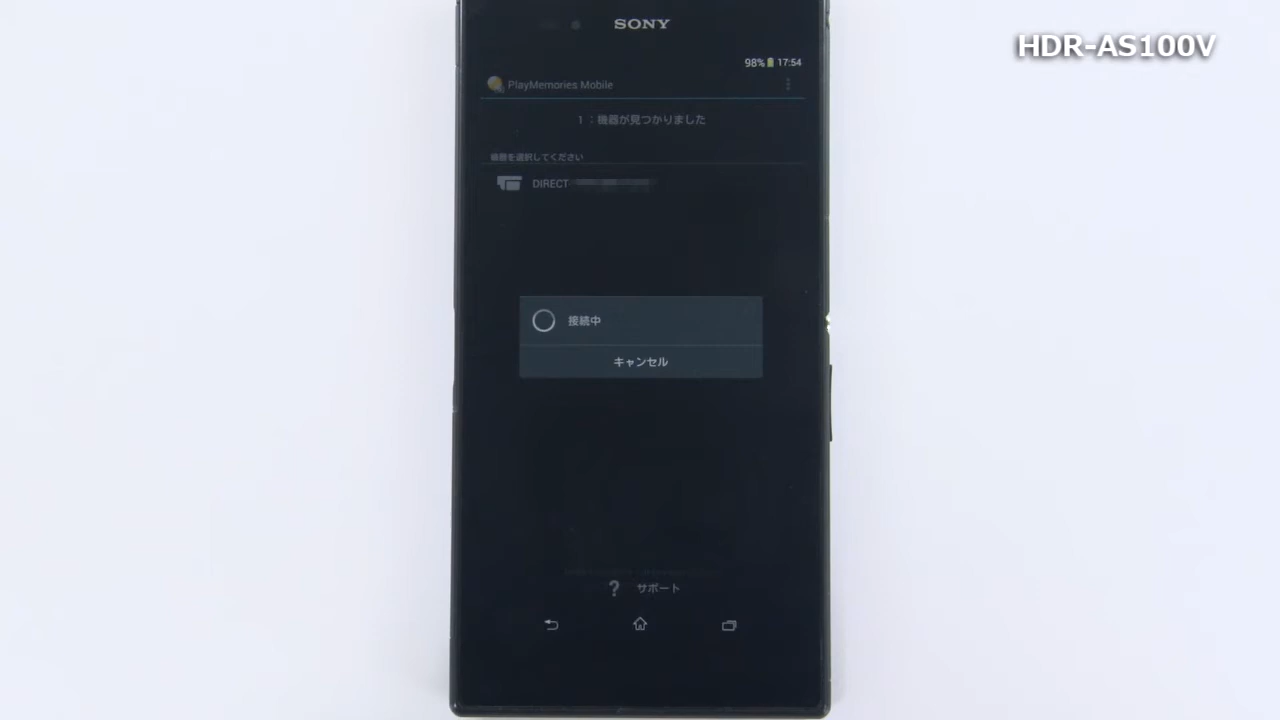 SONY
HDR-AS100V
98% 17:54
PlayMemories Mobile
1：機器が見つかりました
機器を選択してください
DIRECT
接続中
キャンセル
? サポート